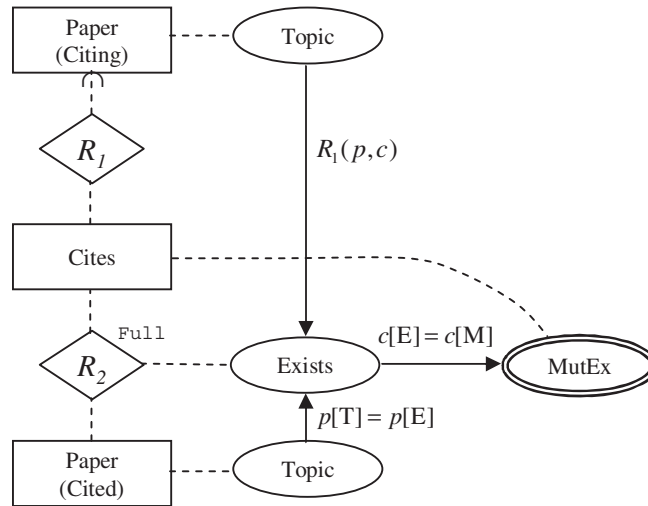 Paper
(Citing)
Topic
R1
R1(p,c)
Cites
Full
R2
Exists
c[E]=c[M]
MutEx
p[T]=p[E]
Paper
(Cited)
Topic